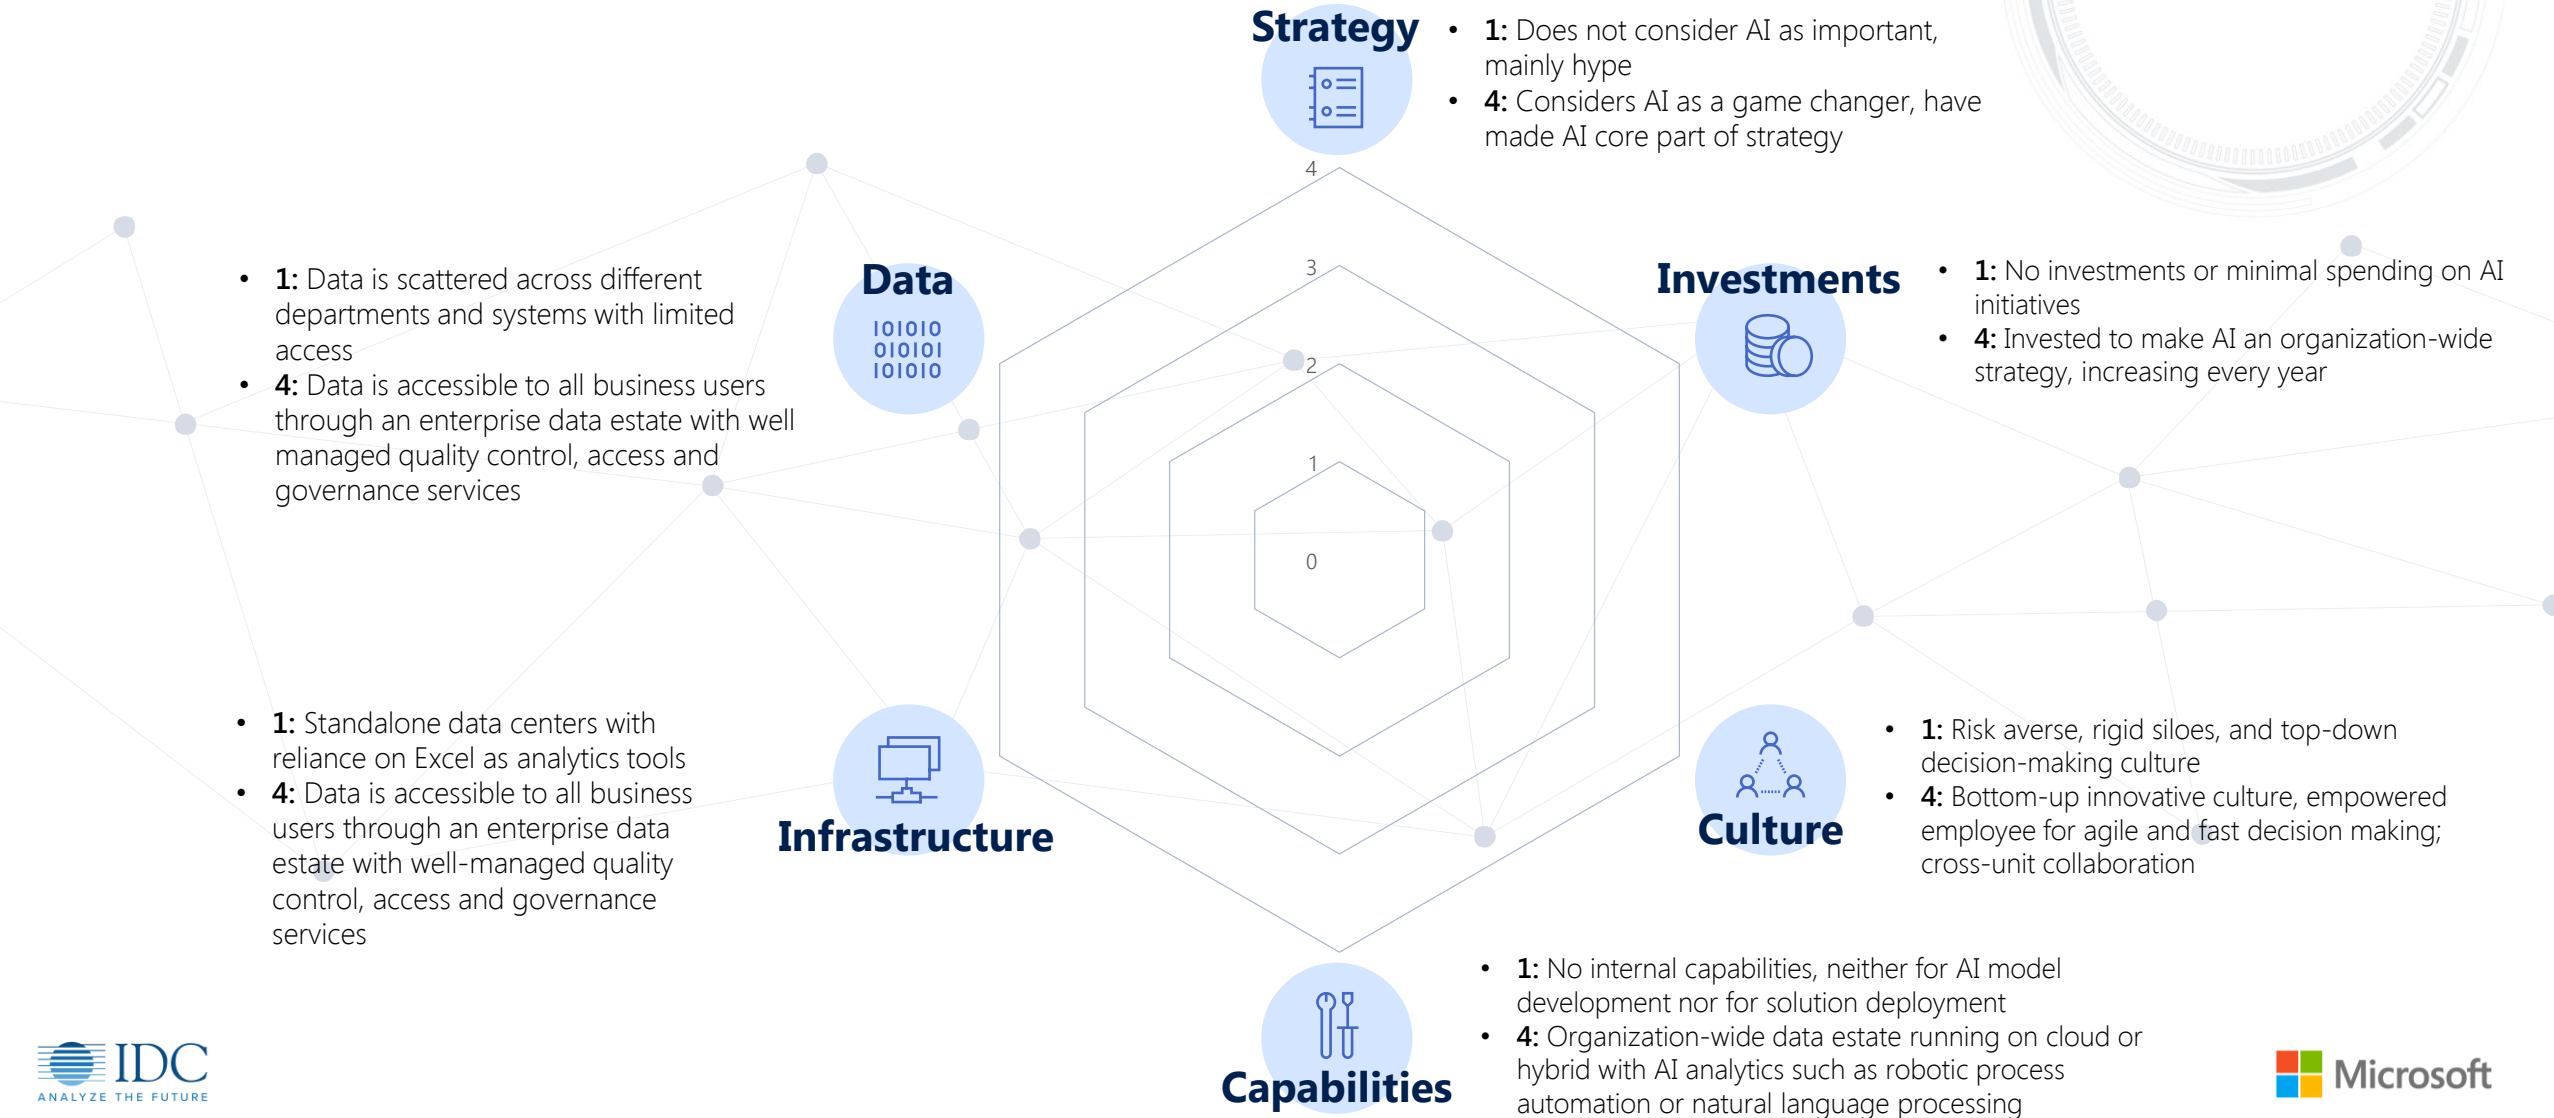 Strategy
• 1: Does not consider AI as important,
mainly hype
• 4: Considers AI as a game changer, have
made AI core part of strategy
4
3
2
1
0
Data
101010
010101
101010
• 1: Data is scattered across different
departments and systems with limited
access
• 4: Data is accessible to all business users
through an enterprise data estate with well
managed quality control, access and
governance services
Investments
• 1: No investments or minimal spending on AI
initiatives
• 4: Invested to make AI an organization-wide
strategy, increasing every year
• 1: Standalone data centers with
reliance on Excel as analytics tools
• 4: Data is accessible to all business
users through an enterprise data
estate with well-managed quality
control, access and governance
services
Infrastructure
Culture
• 1: Risk averse, rigid siloes, and top-down
decision-making culture
• 4: Bottom-up innovative culture, empowered
employee for agile and fast decision making;
cross-unit collaboration
Capabilities
• 1: No internal capabilities, neither for AI model
development nor for solution deployment
• 4: Organization-wide data estate running on cloud or
hybrid with AI analytics such as robotic process
automation or natural language processing
IDC
ANALYZE THE FUTURE
Microsoft